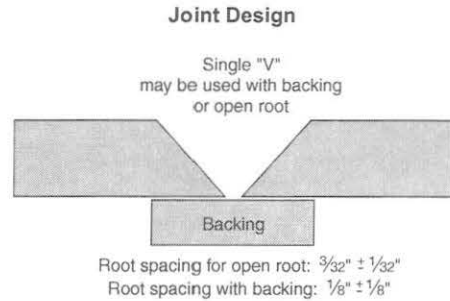 Joint Design
Single "V"
may be used with backing
or open root
Backing
Root spacing for open root: 3/32" ± 1/32"
Root spacing with backing: 1/8" ± 1/8"